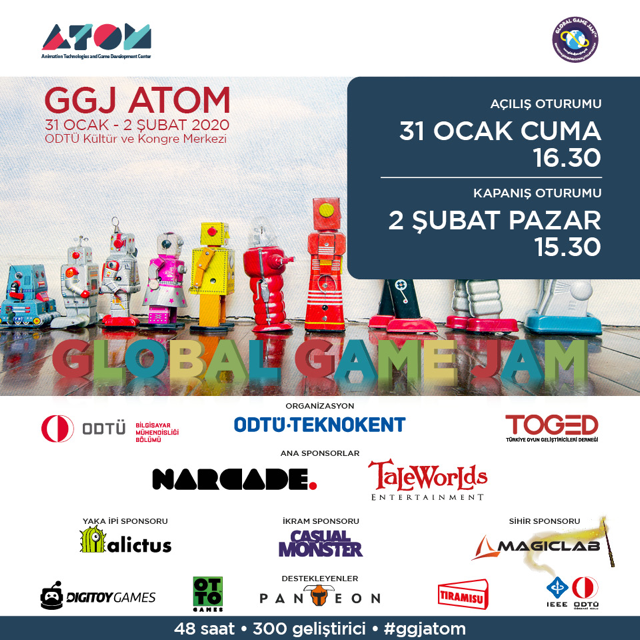 ATOM
Animation Technologies and Game Development Center
GLOBAL GAME JAM
GGJ ATOM
31 OCAK - 2 ŞUBAT 2020
ODTÜ Kültür ve Kongre Merkezi
AÇILIŞ OTURUMU
31 OCAK CUMA
16.30
KAPANIŞ OTURUMU
2 ŞUBAT PAZAR
15.30
GLOBAL GAME JAM
ORGANİZASYON
ODTÜ
BİLGİSAYAR
MÜHENDİSLİĞİ
BÖLÜMÜ
ODTÜ-TEKNOKENT
TOGED
TÜRKİYE OYUN GELİŞTİRİCİLERİ DERNEĞİ
ANA SPONSORLAR
NARCADE.
TALEWORLDS
ENTERTAINMENT
YAKA İPİ SPONSORU
alictus
İKRAM SPONSORU
CASUAL
MONSTER
SİHİR SPONSORU
MAGICLAB
DESTEKLEYENLER
DIGITOYGAMES
OTTO
GAMES
PANTEON
TIRAMISU
IEEE
ODTÜ
48 saat • 300 geliştirici • #ggjatom